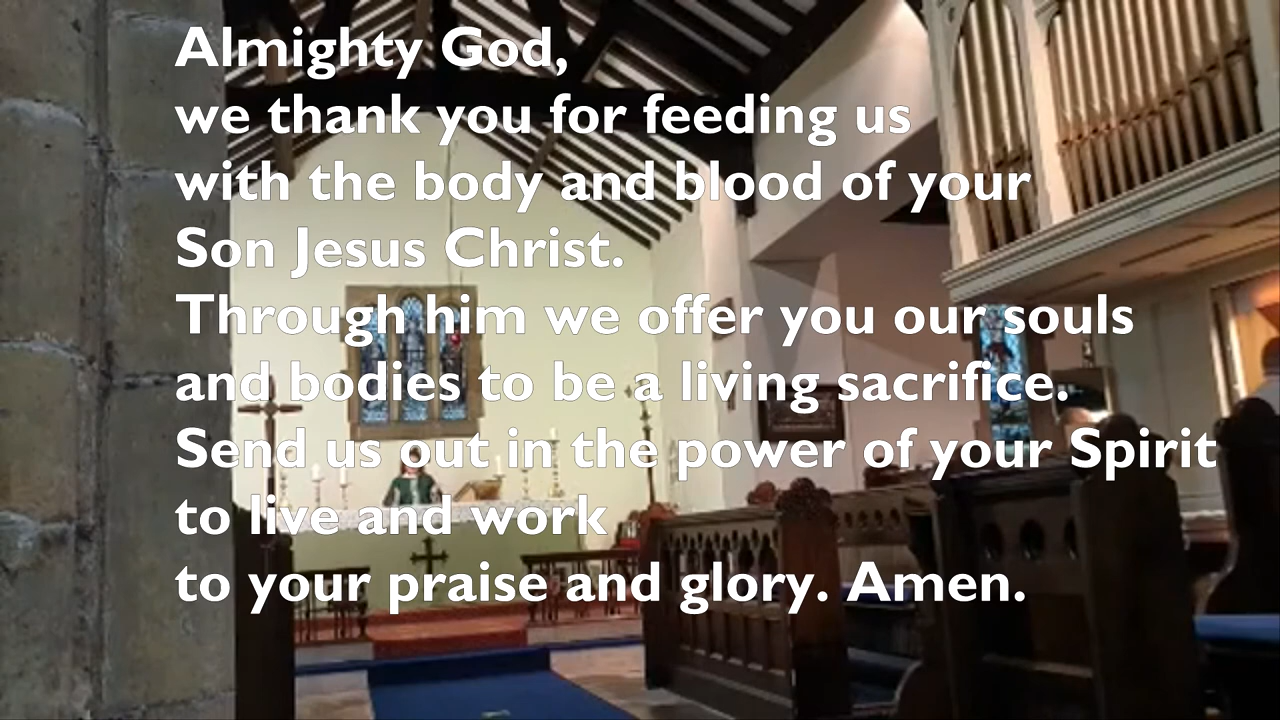 Almighty God,
we thank you for feeding us
with the body and blood of your
Son Jesus Christ.
Through him we offer you our souls
and bodies to be a living sacrifice.
Send us out in the power of your Spirit
to live and work
to your praise and glory. Amen.